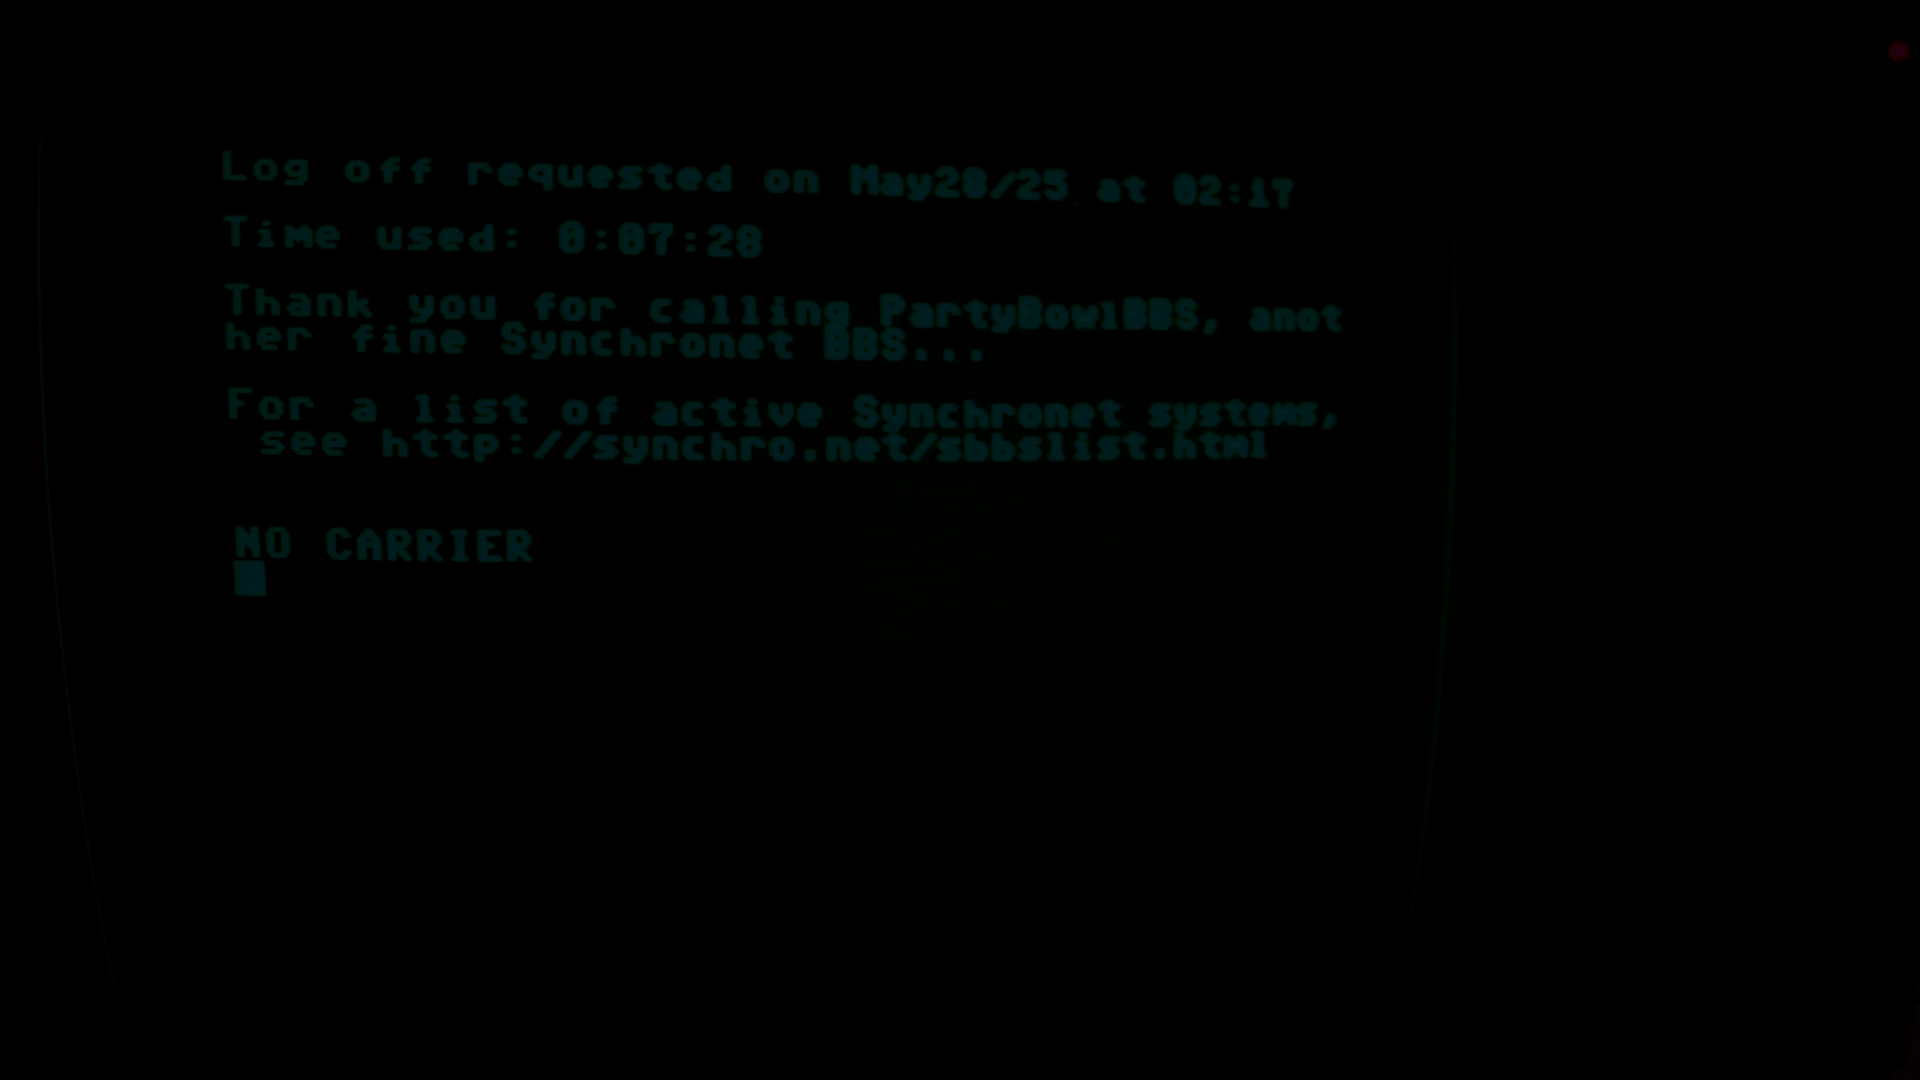 Log off requested on May28/25 at 02:17
Time used: 0:07:28
Thank you for calling PartyBowlBBS, anot
her fine Synchronet BBS...
For a list of active Synchronet systems,
see http://synchro.net/sbbslist.html
NO CARRIER